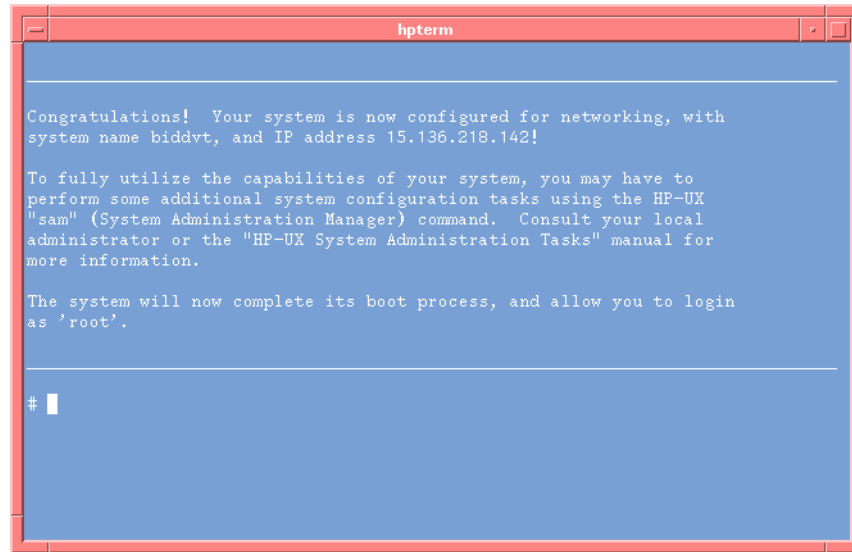 hpterm
Congratulations!  Your system is now configured for networking, with
system name biddvt, and IP address 15.136.218.142!
To fully utilize the capabilities of your system, you may have to
perform some additional system configuration tasks using the HP-UX
"sam" (System Administration Manager) command.  Consult your local
administrator or the "HP-UX System Administration Tasks" manual for
more information.
The system will now complete its boot process, and allow you to login
as 'root'.
#